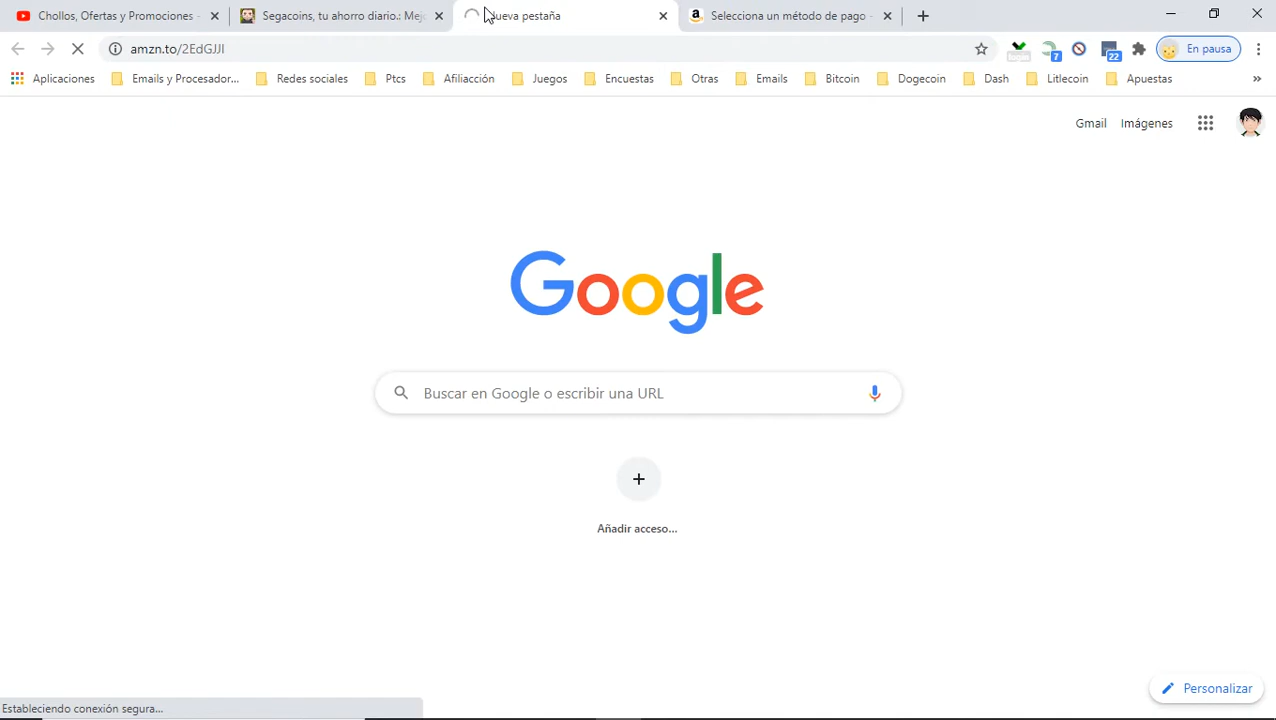 Chollos, Ofertas y Promociones -
Segacoins, tu ahorro diario.: Mej
Nueva pestaña
Selecciona un método de pago -
amzn.to/2EdGJJl
7
22
En pausa
Aplicaciones
Emails y Procesador...
Redes sociales
Ptcs
Afiliacción
Juegos
Encuestas
Otras
Emails
Bitcoin
Dogecoin
Dash
Litlecoin
Apuestas
»
Gmail
Imágenes
Google
Buscar en Google o escribir una URL
Añadir acceso...
Personalizar
Estableciendo conexión segura...